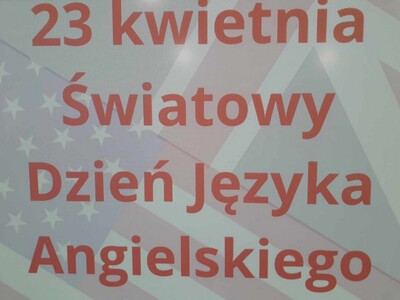 23 kwietnia
Światowy
Dzień Języka
Angielskiego